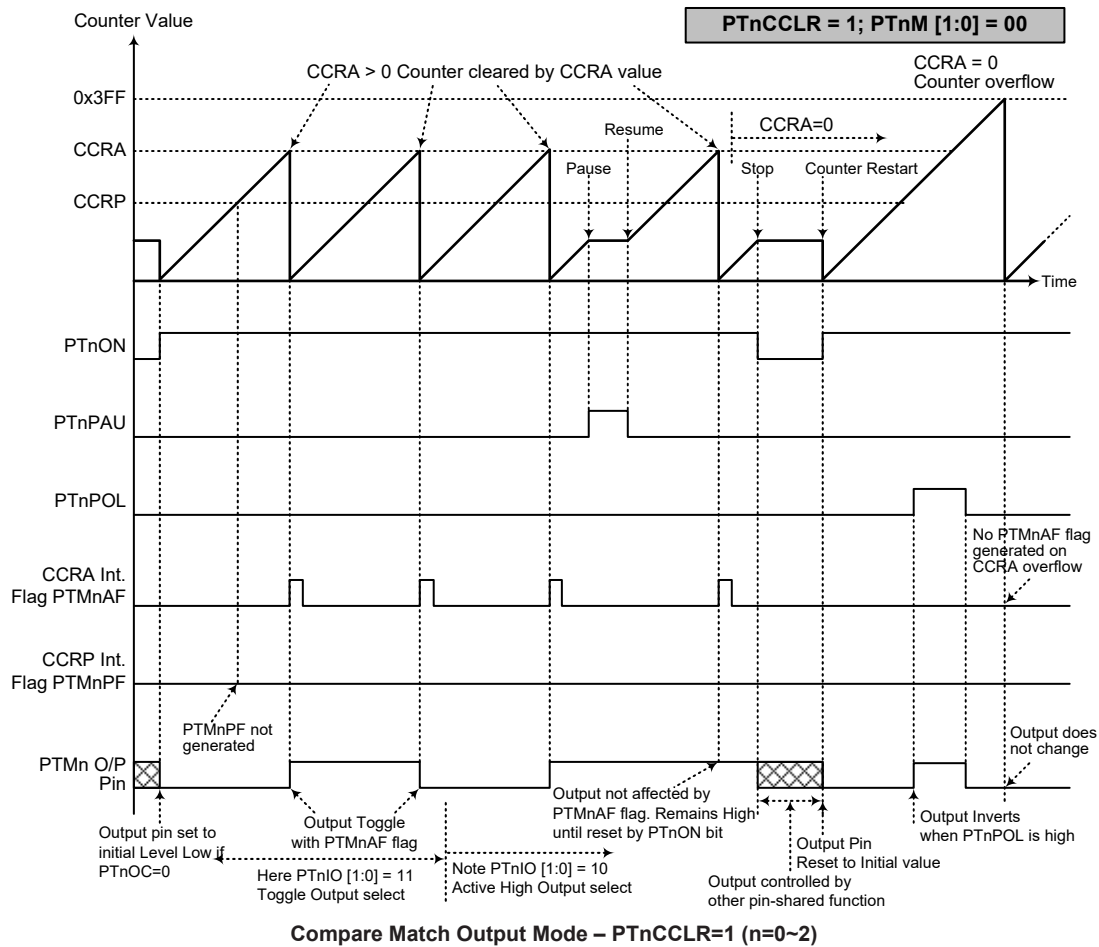 Counter Value
PTnCCLR = 1; PTnM [1:0] = 00
CCRA > 0 Counter cleared by CCRA value
CCRA = 0
Counter overflow
0x3FF
CCRA=0
Resume
CCRA
Pause
Stop
Counter Restart
CCRP
Time
PTnON
PTnPAU
PTnPOL
No PTMnAF flag
generated on
CCRA overflow
CCRA Int.
Flag PTMnAF
CCRP Int.
Flag PTMnPF
PTMnPF not
generated
Output does
not change
PTMn O/P
Pin
Output pin set to
initial Level Low if
PTnOC=0
Output Toggle
with PTMnAF flag
Output not affected by
PTMnAF flag. Remains High
until reset by PTnON bit
Output Inverts
when PTnPOL is high
Output Pin
Reset to Initial value
Here PTnIO [1:0] = 11
Toggle Output select
Note PTnIO [1:0] = 10
Active High Output select
Output controlled by
other pin-shared function
Compare Match Output Mode – PTnCCLR=1 (n=0~2)